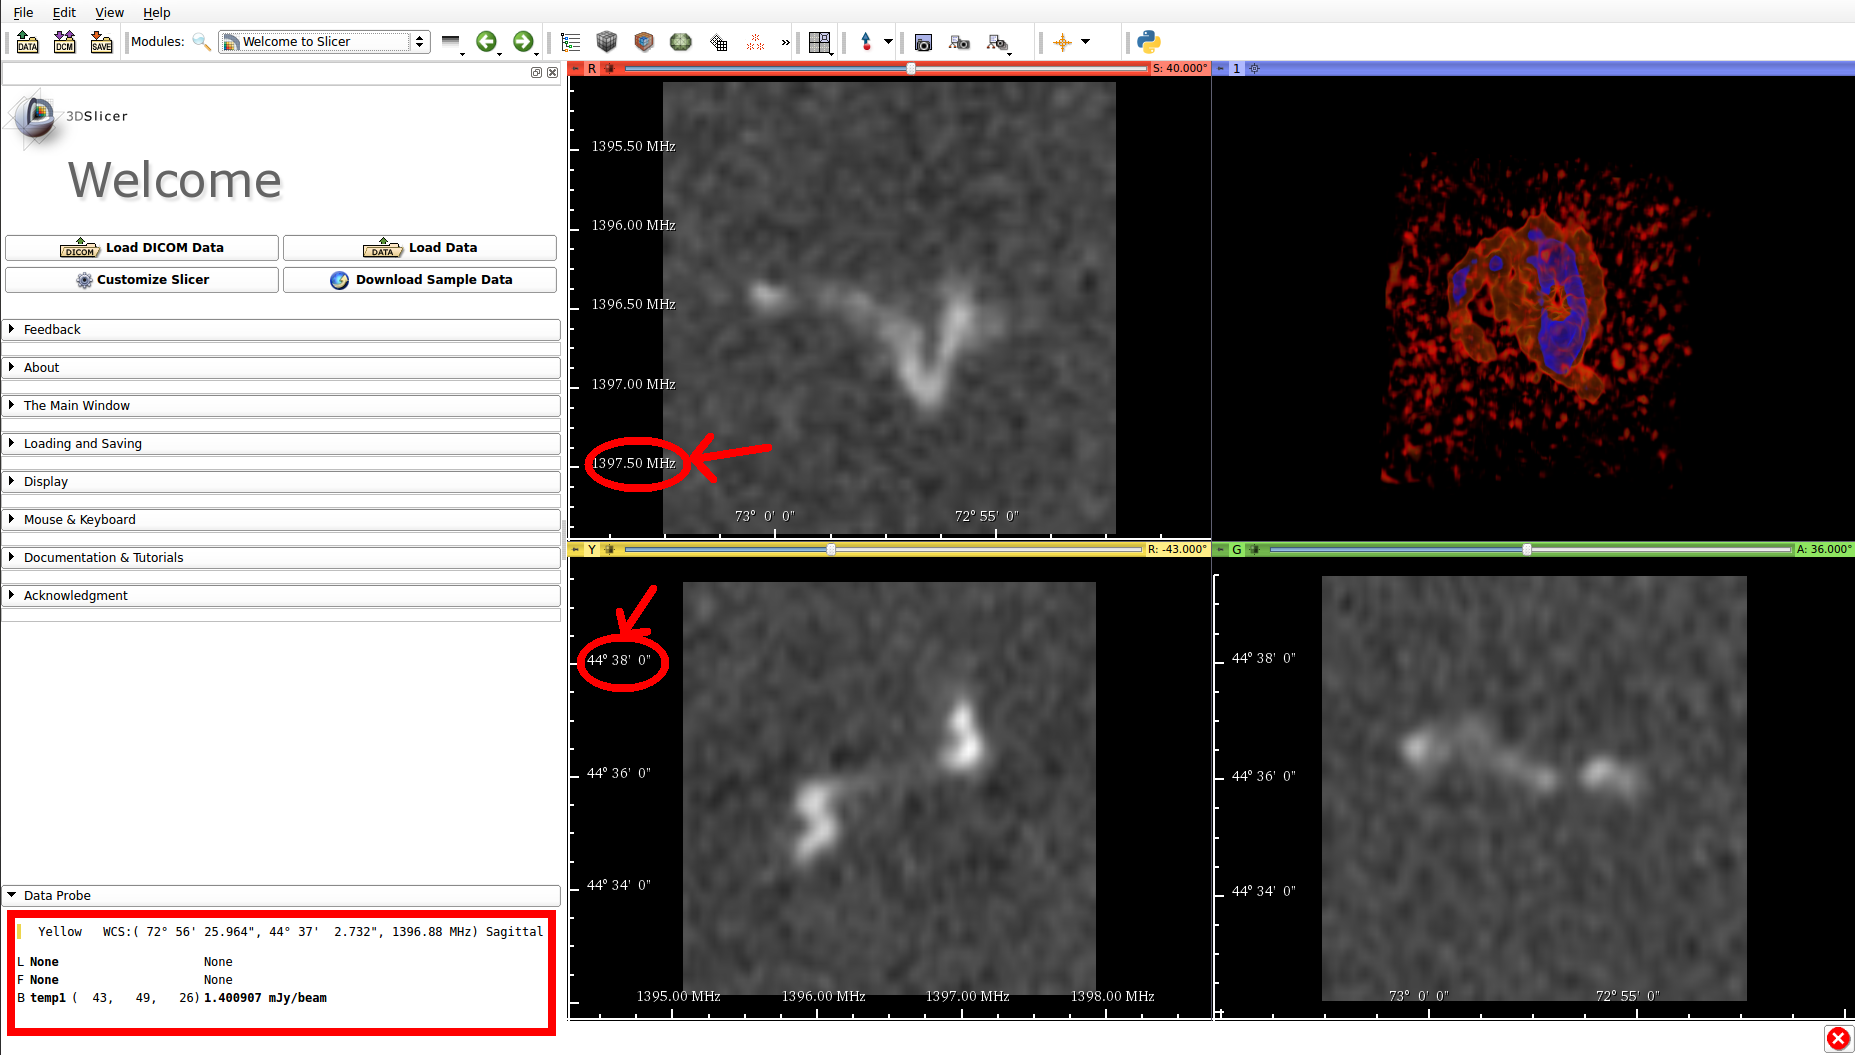 File Edit View Help
DATA DCM SAVE Modules: Welcome to Slicer »
3DSlicer
Welcome
DICOM Load DICOM Data DATA Load Data
Customize Slicer Download Sample Data
Feedback
About
The Main Window
Loading and Saving
Display
Mouse & Keyboard
Documentation & Tutorials
Acknowledgment
Data Probe
Yellow WCS:( 72° 56' 25.964", 44° 37' 2.732", 1396.88 MHz) Sagittal
L None None
F None None
B temp1 ( 43, 49, 26) 1.400907 mJy/beam
R S: 40.000°
1395.50 MHz
1396.00 MHz
1396.50 MHz
1397.00 MHz
1397.50 MHz
73° 0' 0" 72° 55' 0"
1
Y R: -43.000°
44° 38' 0"
44° 36' 0"
44° 34' 0"
1395.00 MHz 1396.00 MHz 1397.00 MHz 1398.00 MHz
G A: 36.000°
44° 38' 0"
44° 36' 0"
44° 34' 0"
73° 0' 0" 72° 55' 0"